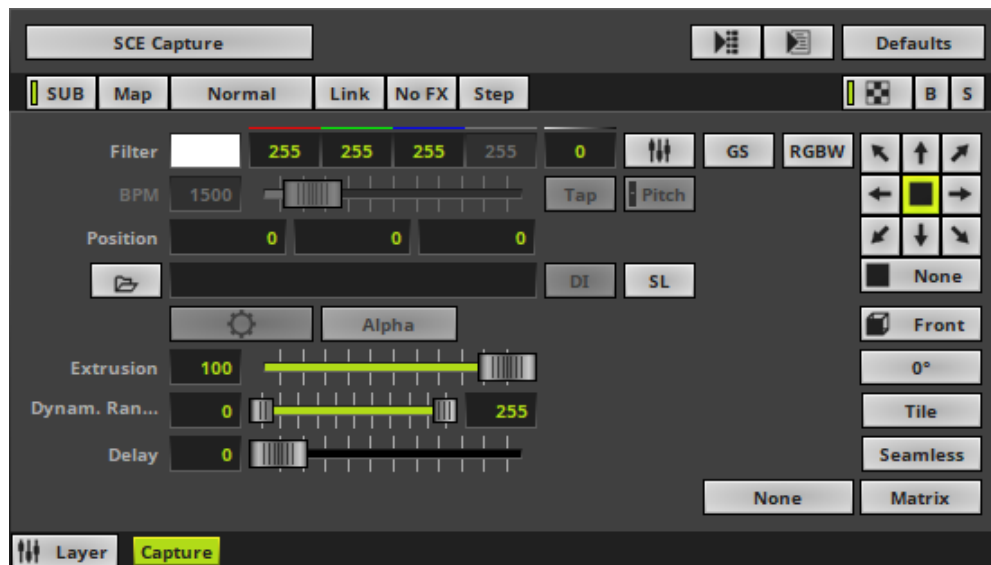 SCE Capture Defaults
SUB Map Normal Link No FX Step B S
Filter 255 255 255 255 0 GS RGBW
BPM 1500 Tap Pitch
Position 0 0 0
DI SL None
Alpha Front
Extrusion 100 0°
Dynam. Ran... 0 255 Tile
Delay 0 Seamless
None Matrix
Layer Capture